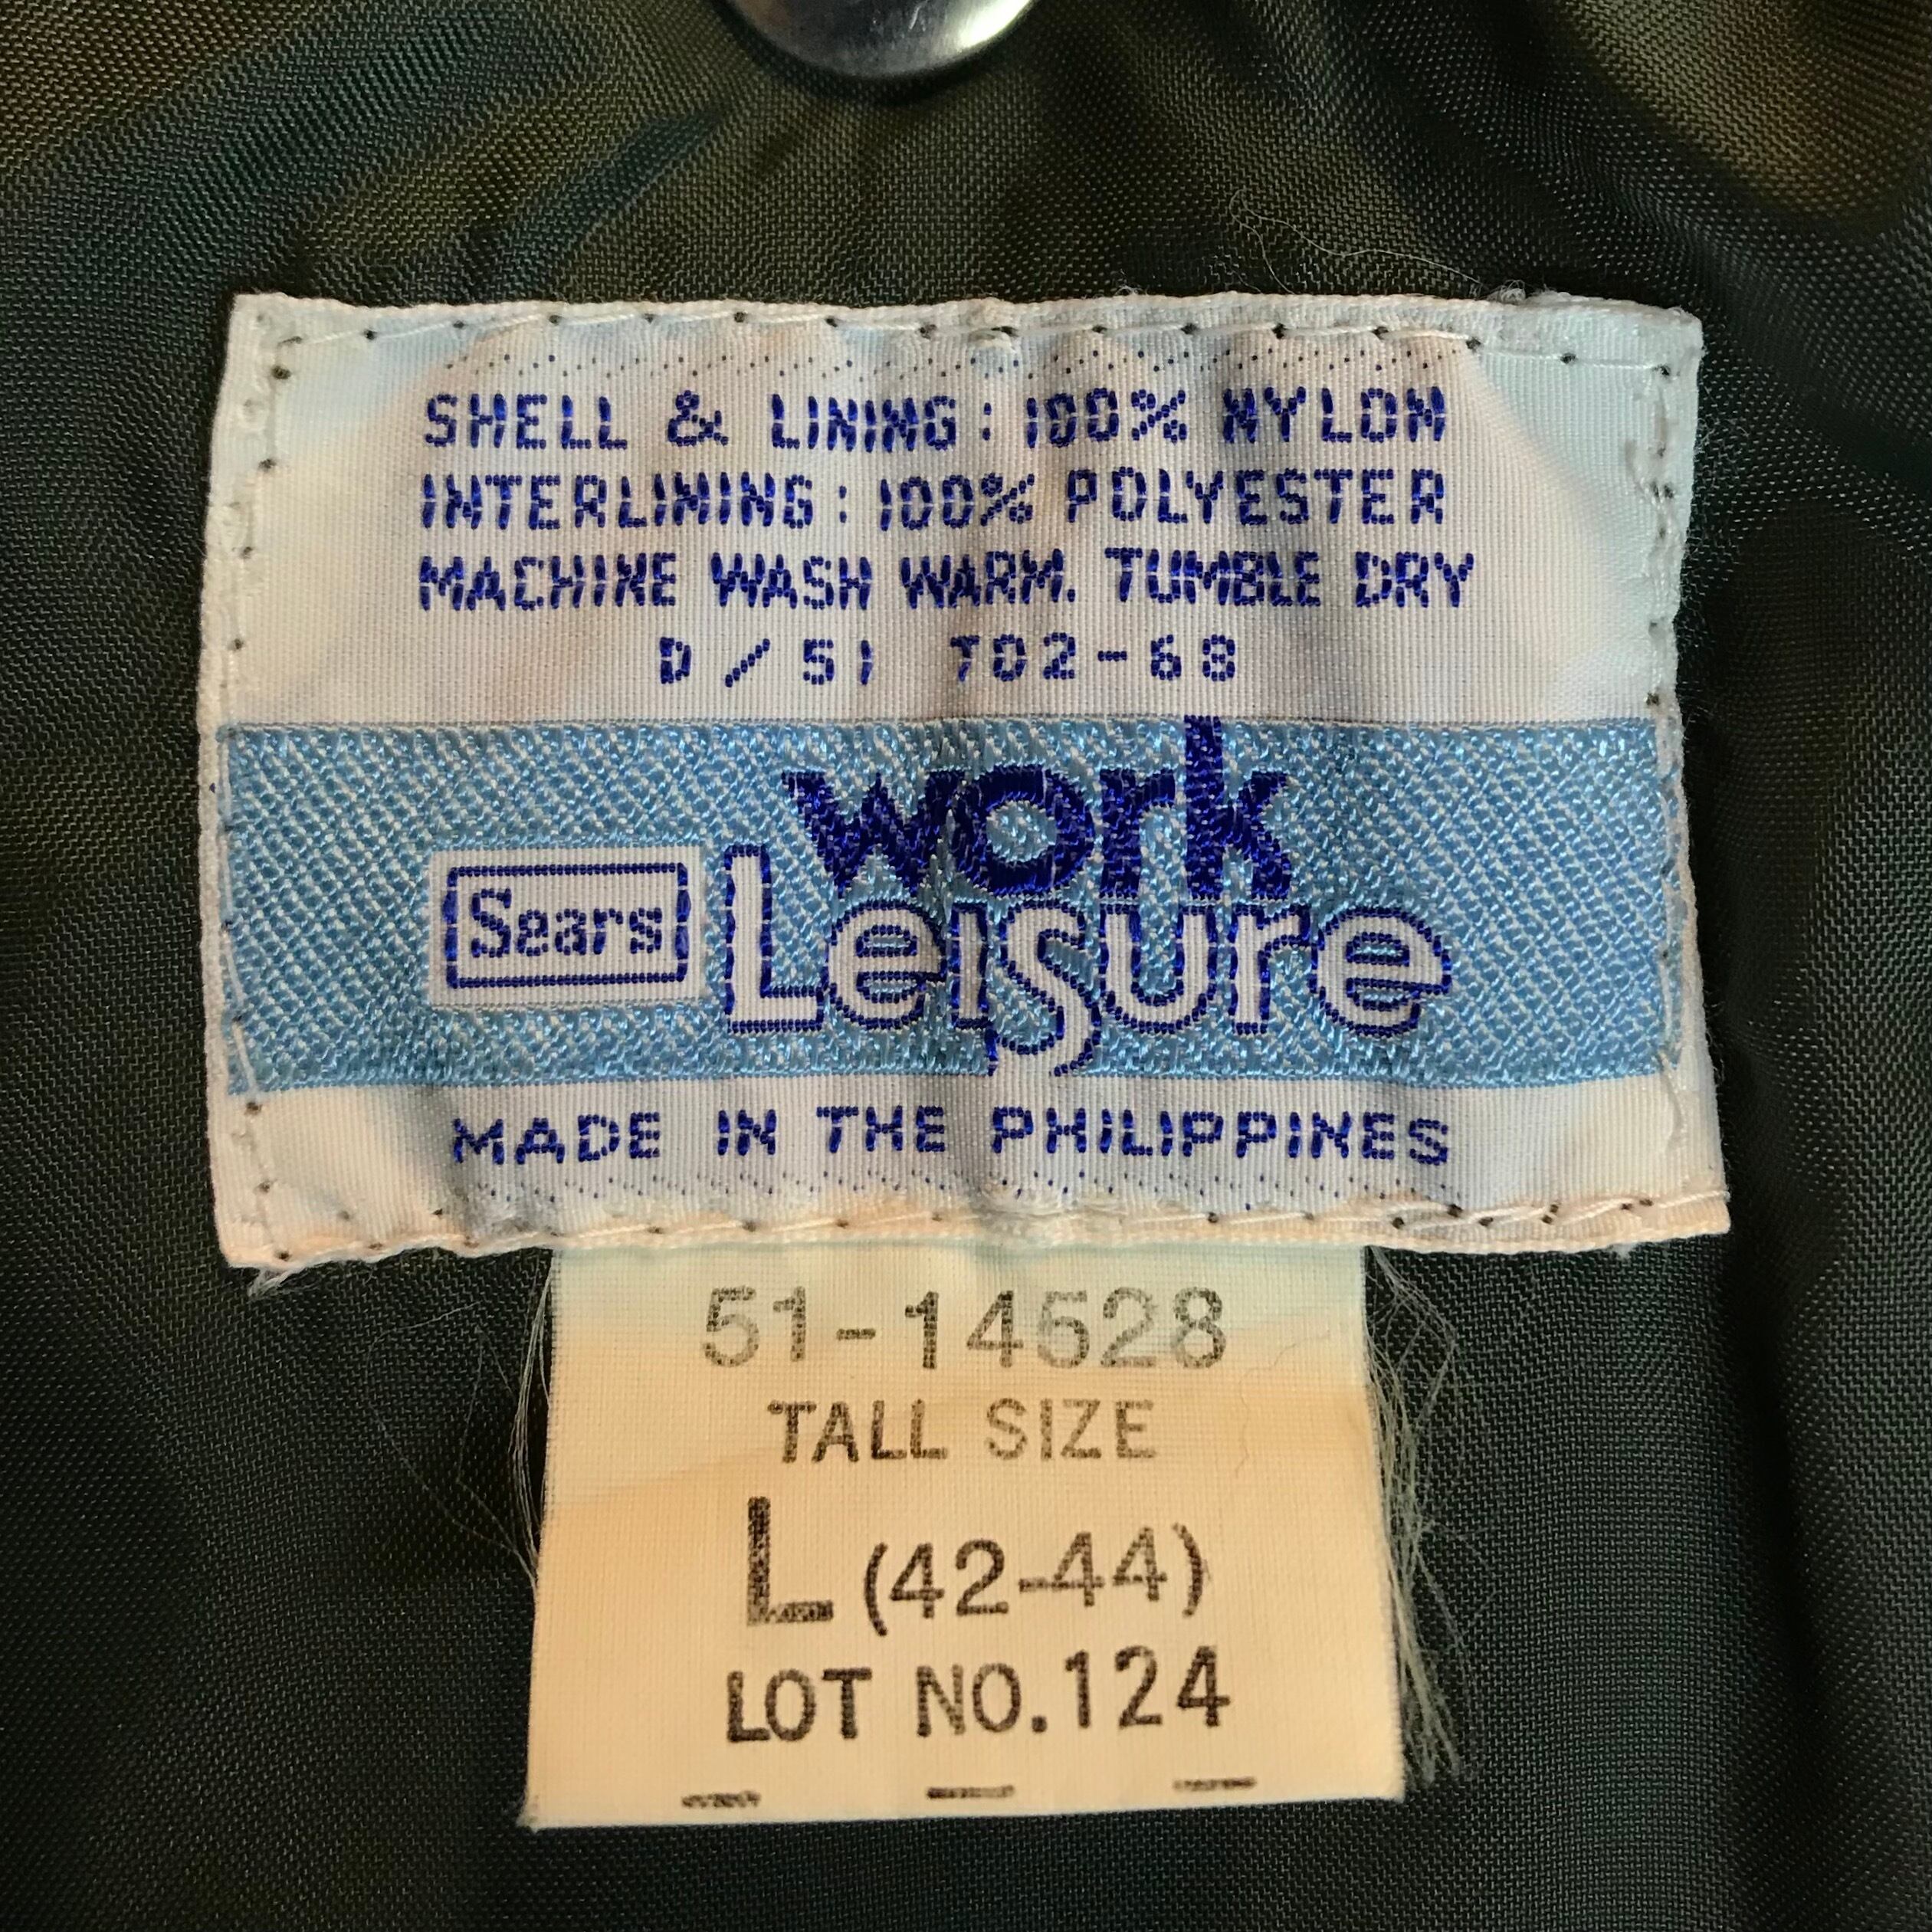 SHELL & LINING: 100% NYLON
INTERLINING: 100% POLYESTER
MACHINE WASH WARM. TUMBLE DRY
D/51 T02-68
work
Sears Leisure
MADE IN THE PHILIPPINES
51-14528
TALL SIZE
L (42-44)
LOT NO.124